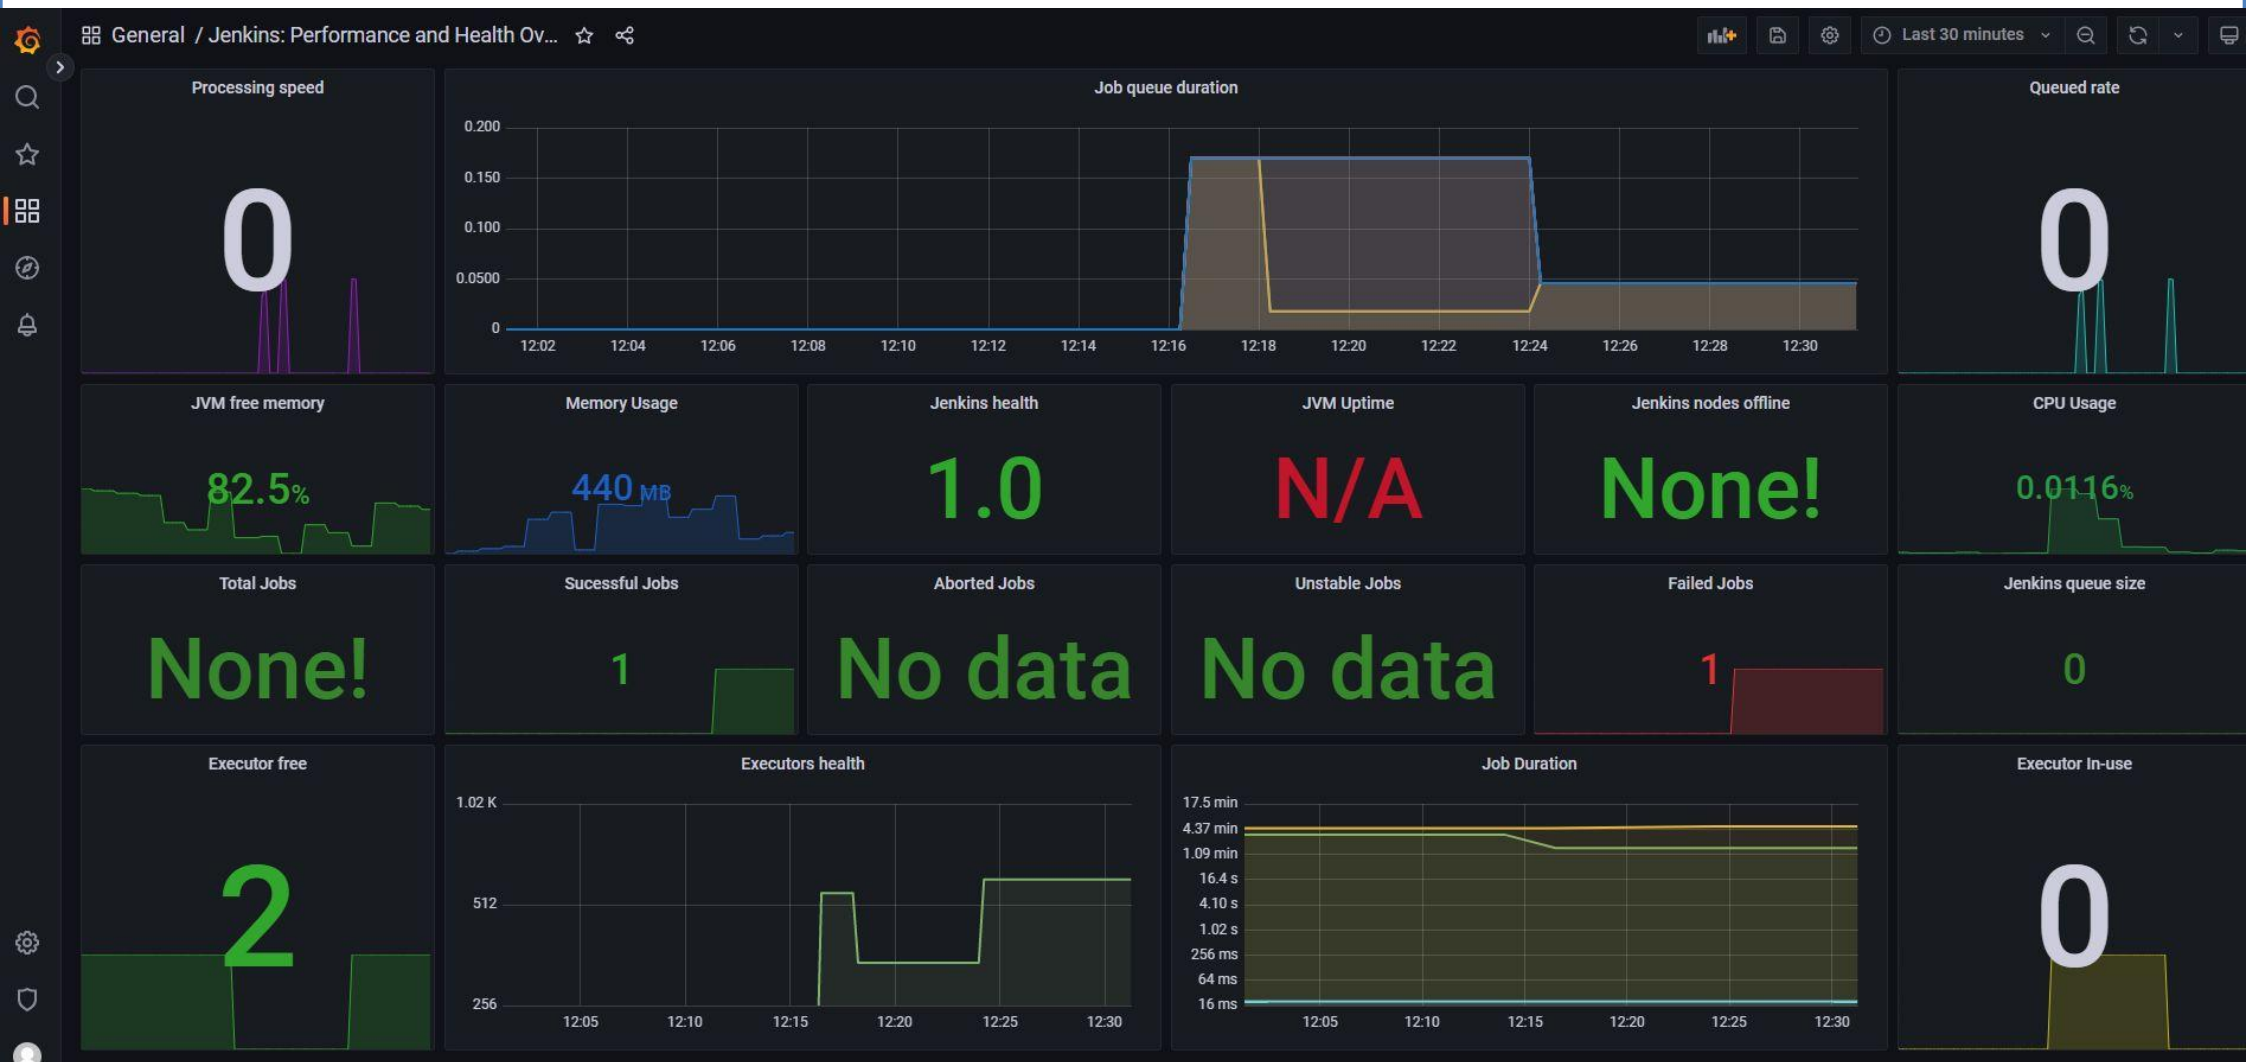 General / Jenkins: Performance and Health Ov...
Last 30 minutes
Processing speed
0
Job queue duration
0.200
0.150
0.100
0.0500
0
12:02 12:04 12:06 12:08 12:10 12:12 12:14 12:16 12:18 12:20 12:22 12:24 12:26 12:28 12:30
Queued rate
0
JVM free memory
82.5%
Memory Usage
440 MB
Jenkins health
1.0
JVM Uptime
N/A
Jenkins nodes offline
None!
CPU Usage
0.0116%
Total Jobs
None!
Sucessful Jobs
1
Aborted Jobs
No data
Unstable Jobs
No data
Failed Jobs
1
Jenkins queue size
0
Executor free
2
Executors health
1.02 K
512
256
12:05 12:10 12:15 12:20 12:25 12:30
Job Duration
17.5 min
4.37 min
1.09 min
16.4 s
4.10 s
1.02 s
256 ms
64 ms
16 ms
12:05 12:10 12:15 12:20 12:25 12:30
Executor In-use
0